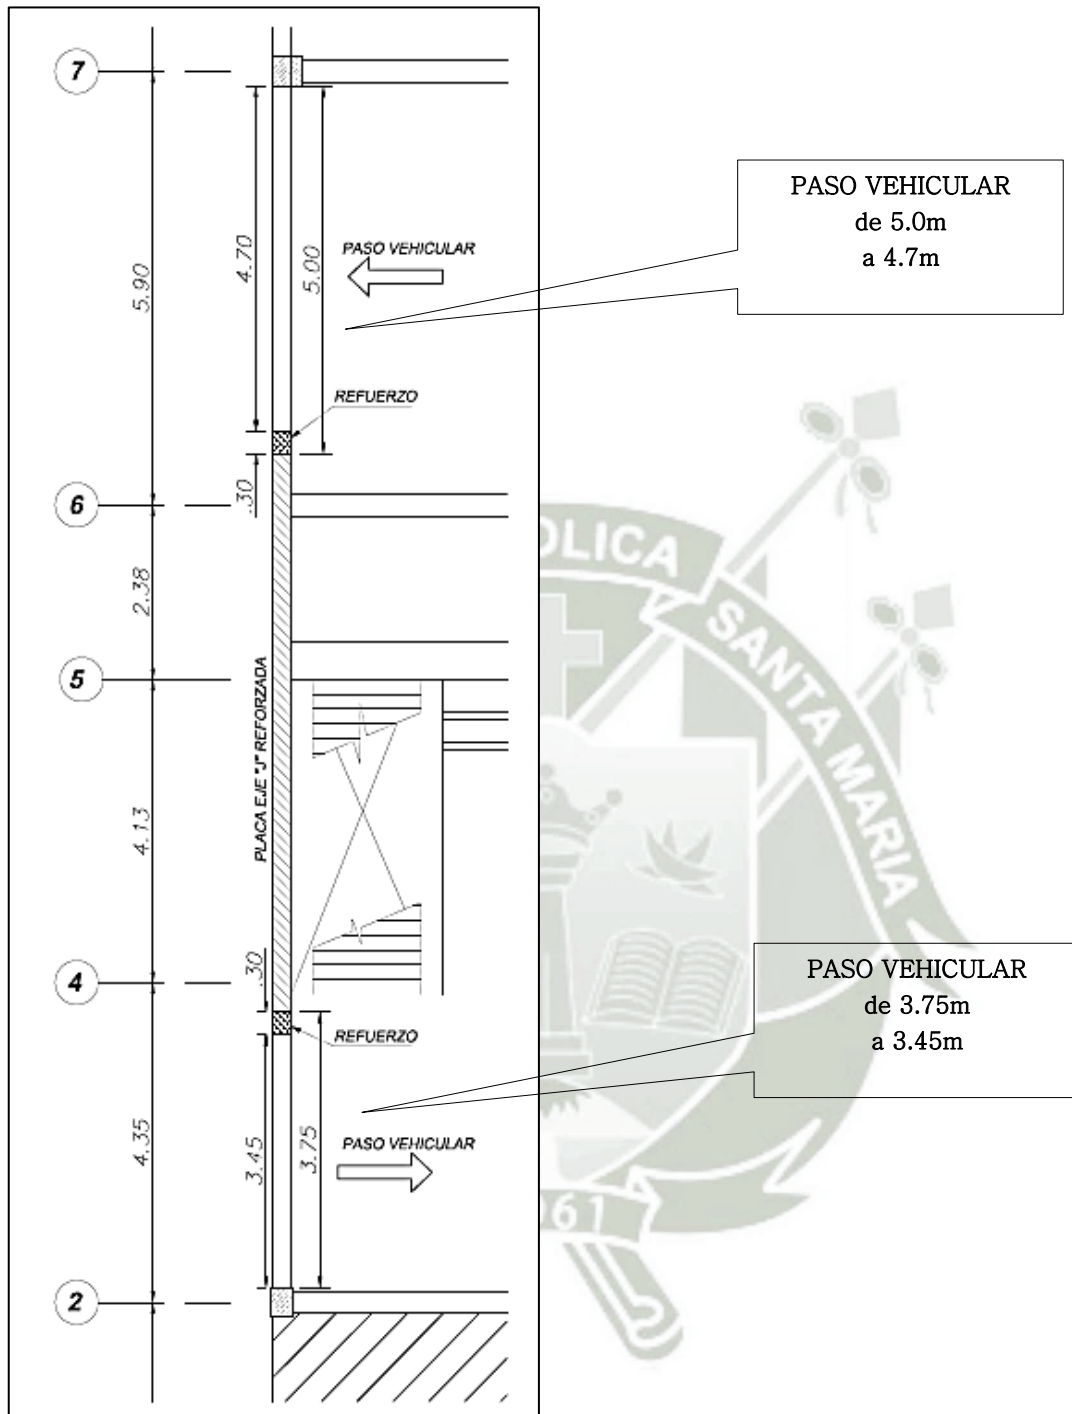 7
4.70
5.00
5.90
PASO VEHICULAR
REFUERZO
.30
6
2.38
5
PLACA EJE "J" REFORZADA
4.13
.30
4
REFUERZO
4.35
3.45
3.75
PASO VEHICULAR
2
PASO VEHICULAR
de 5.0m
a 4.7m
PASO VEHICULAR
de 3.75m
a 3.45m
OLICA
SANTA MARIA
961